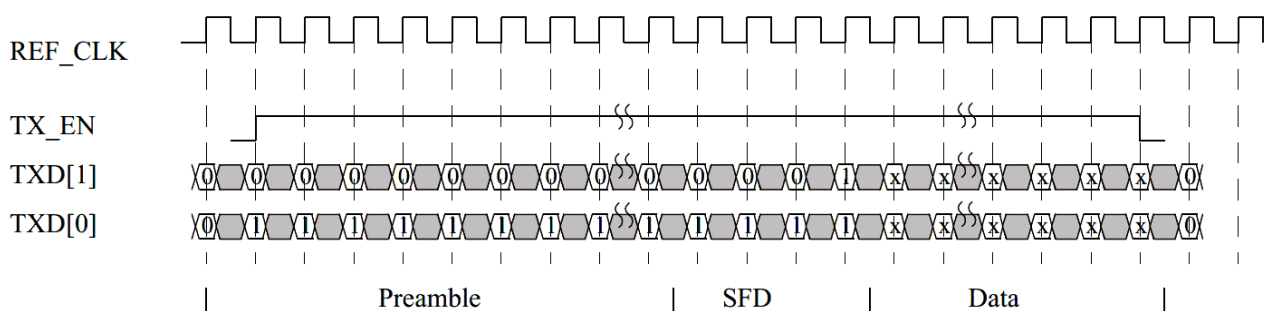 REF_CLK
TX_EN
TXD[1] 0 0 0 0 0 0 0 0 0 0 0 0 0 1 x x x x x x 0
TXD[0] 0 1 1 1 1 1 1 1 1 1 1 1 1 1 x x x x x x 0
Preamble SFD Data